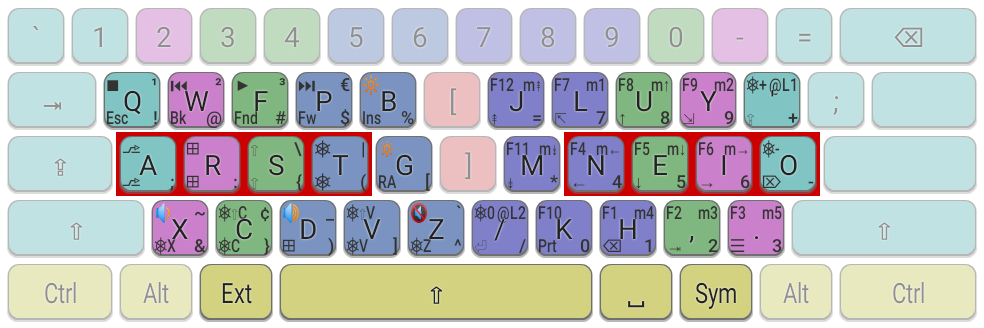 ` 1 2 3 4 5 6 7 8 9 0 - = ⌫
⇥ ■ ¹ Q Esc ! ⏮ ² W Bk @ ▶ ³ F Fnd # ⏭ € P Fw $ B Ins % [ F12 m⇞ J ⇞ = F7 m1 L ⇱ 7 F8 m↑ U ↑ 8 F9 m2 Y ⇲ 9 ⎈+ @L1 ⇧ + ;
⇪ A ; ⊞ R : ⇧ \ S ⇧ { ⎈ | T ⎈ ( G RA [ ] F11 m⇟ M ⇟ * F4 m← N ← 4 F5 m↓ E ↓ 5 F6 m→ I → 6 ⎈- O ⌦ -
⇧ ~ X ⎈X & ⎈⇧C ¢ C ⎈C } _ D ⊞ ) ⎈⇧V V ⎈V ] ` Z ⎈Z ^ ⎈0 @L2 / ⏎ / F10 K Prt 0 F1 m4 H ⌫ 1 F2 m3 , ⇥ 2 F3 m5 . ☰ 3 ⇧
Ctrl Alt Ext ⇧ ⎵ Sym Alt Ctrl